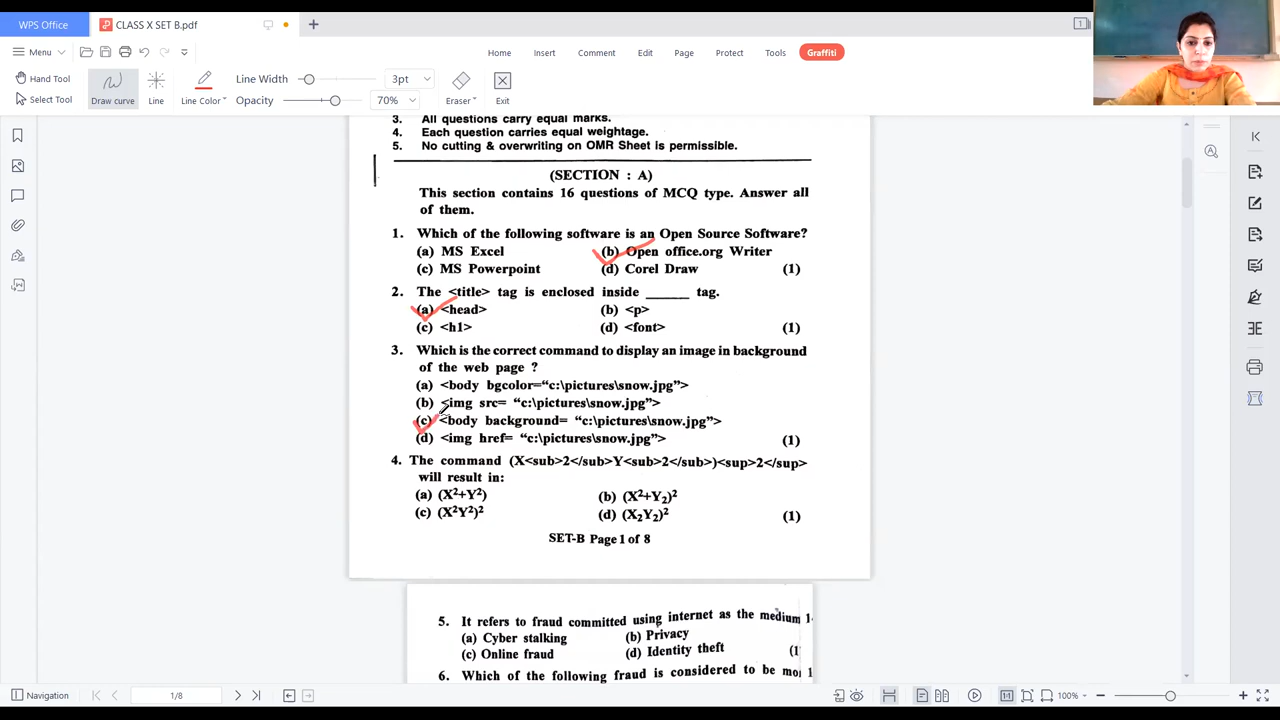 WPS Office
CLASS X SET B.pdf
Menu
Home
Insert
Comment
Edit
Page
Protect
Tools
Graffiti
Hand Tool
Select Tool
Draw curve
Line
Line Color
Line Width
3pt
Opacity
70%
Eraser
Exit
3. All questions carry equal marks.
4. Each question carries equal weightage.
5. No cutting & overwriting on OMR Sheet is permissible.
(SECTION : A)
This section contains 16 questions of MCQ type. Answer all
of them.
1. Which of the following software is an Open Source Software?
(a) MS Excel (b) Open office.org Writer
(c) MS Powerpoint (d) Corel Draw (1)
2. The <title> tag is enclosed inside ______ tag.
(a) <head> (b) <p>
(c) <h1> (d) <font> (1)
3. Which is the correct command to display an image in background
of the web page ?
(a) <body bgcolor=“c:\pictures\snow.jpg”>
(b) <img src= “c:\pictures\snow.jpg”>
(c) <body background= “c:\pictures\snow.jpg”>
(d) <img href= “c:\pictures\snow.jpg”> (1)
4. The command (X<sub>2</sub>Y<sub>2</sub>)<sup>2</sup>
will result in:
(a) (X²+Y²) (b) (X²+Y₂)²
(c) (X²Y²)² (d) (X₂Y₂)² (1)
SET-B Page 1 of 8
5. It refers to fraud committed using internet as the medium
(a) Cyber stalking (b) Privacy
(c) Online fraud (d) Identity theft (1
6. Which of the following fraud is considered to be
Navigation
1/8
100%